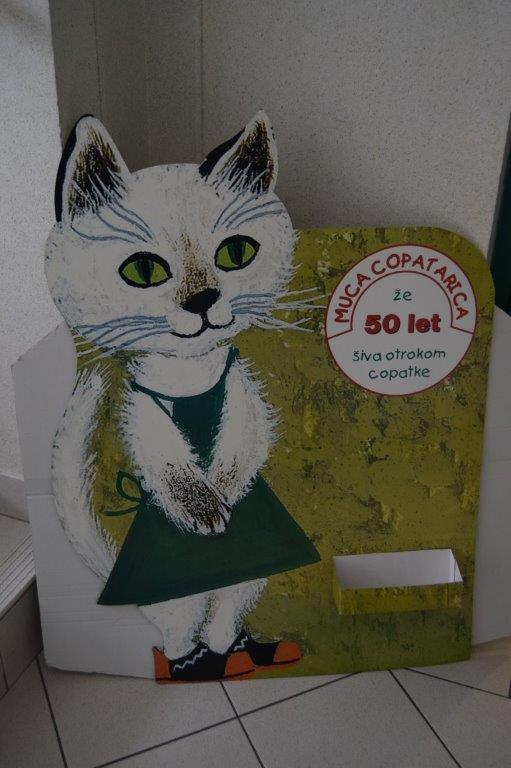 MUCA COPATARICA
že
50 let
šiva otrokom
copatke